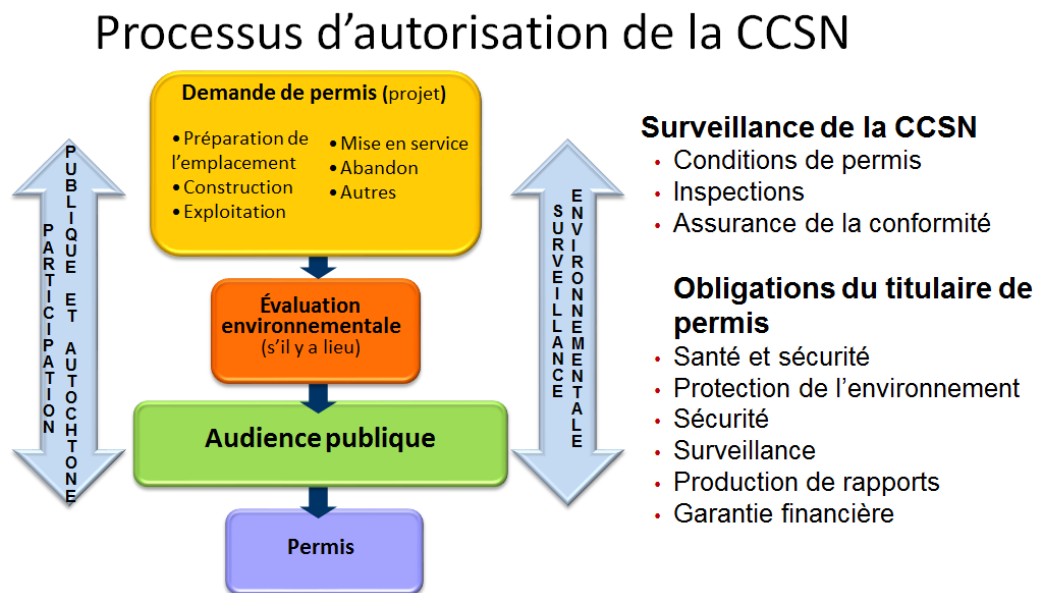 Processus d'autorisation de la CCSN
Demande de permis (projet)
• Préparation de
l'emplacement
• Construction
• Exploitation
• Mise en service
• Abandon
• Autres
PARTICIPATION
PUBLIQUE ET AUTOCHTONE
Évaluation
environnementale
(s'il y a lieu)
Audience publique
Permis
SURVEILLANCE
ENVIRONNEMENTALE
Surveillance de la CCSN
• Conditions de permis
• Inspections
• Assurance de la conformité
Obligations du titulaire de
permis
• Santé et sécurité
• Protection de l'environnement
• Sécurité
• Surveillance
• Production de rapports
• Garantie financière